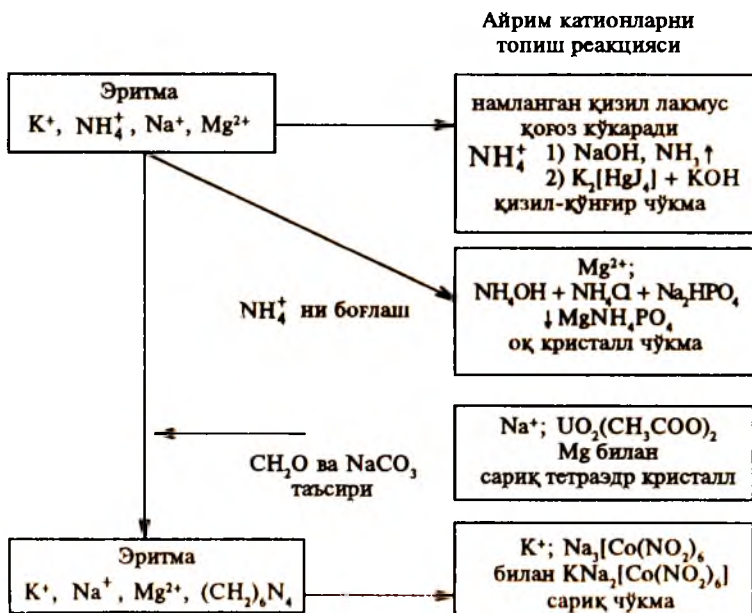 Айрим катионларни
топиш реакцияси
Эритма
K⁺, NH₄⁺, Na⁺, Mg²⁺
намланган қизил лакмус
қоғоз кўкаради
NH₄⁺ 1) NaOH, NH₃↑
2) K₂[HgJ₄] + KOH
қизил-қўнғир чўкма
Mg²⁺;
NH₄OH + NH₄Cl + Na₂HPO₄
↓MgNH₄PO₄
оқ кристалл чўкма
NH₄⁺ ни боғлаш
Na⁺; UO₂(CH₃COO)₂
Mg билан
сариқ тетраэдр кристалл
CH₂O ва NaCO₃
таъсири
Эритма
K⁺, Na⁺, Mg²⁺, (CH₂)₆N₄
K⁺; Na₃[Co(NO₂)₆
билан KNa₂[Co(NO₂)₆]
сариқ чўкма